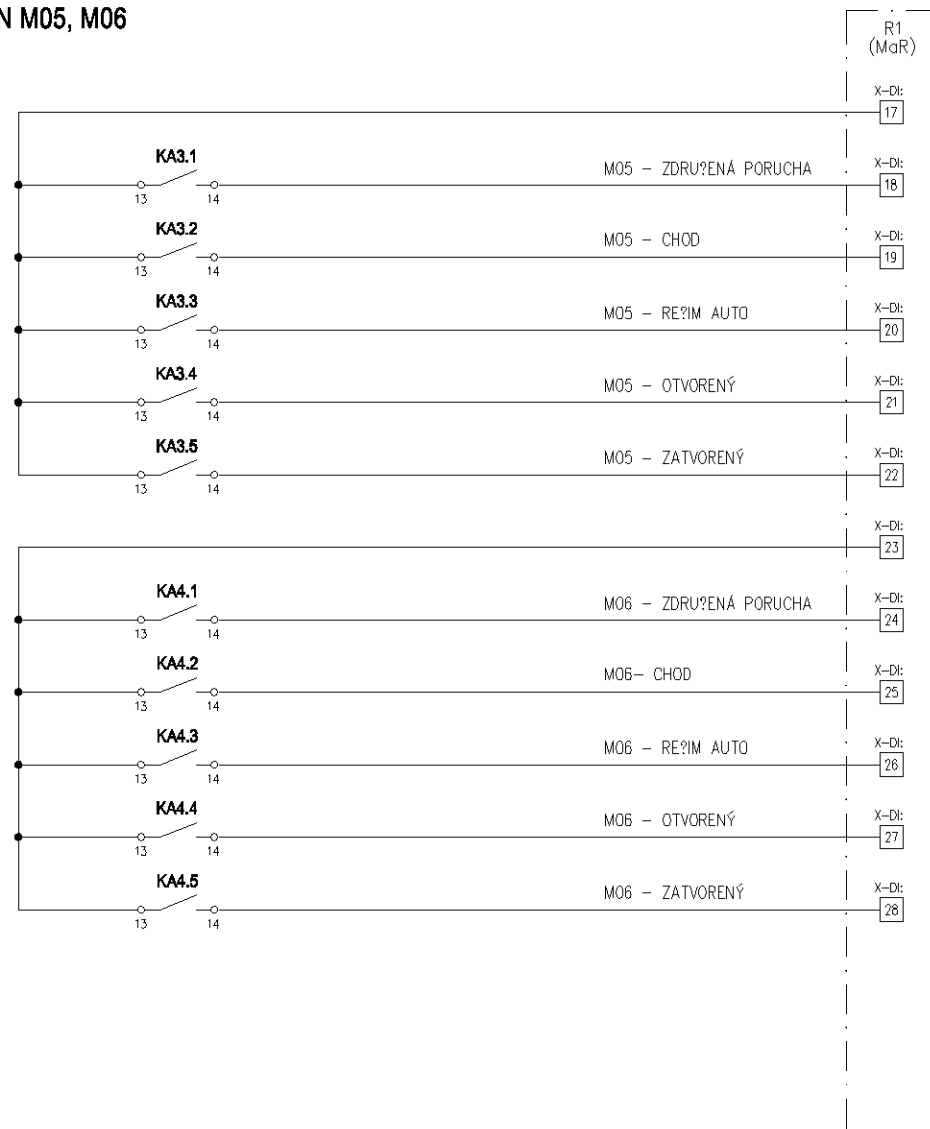 N M05, M06
R1
(MaR)
X-DI:
17
KA3.1
13 14
M05 - ZDRU?ENÁ PORUCHA
X-DI:
18
KA3.2
13 14
M05 - CHOD
X-DI:
19
KA3.3
13 14
M05 - RE?IM AUTO
X-DI:
20
KA3.4
13 14
M05 - OTVORENÝ
X-DI:
21
KA3.5
13 14
M05 - ZATVORENÝ
X-DI:
22
X-DI:
23
KA4.1
13 14
M06 - ZDRU?ENÁ PORUCHA
X-DI:
24
KA4.2
13 14
M06- CHOD
X-DI:
25
KA4.3
13 14
M06 - RE?IM AUTO
X-DI:
26
KA4.4
13 14
M06 - OTVORENÝ
X-DI:
27
KA4.5
13 14
M06 - ZATVORENÝ
X-DI:
28